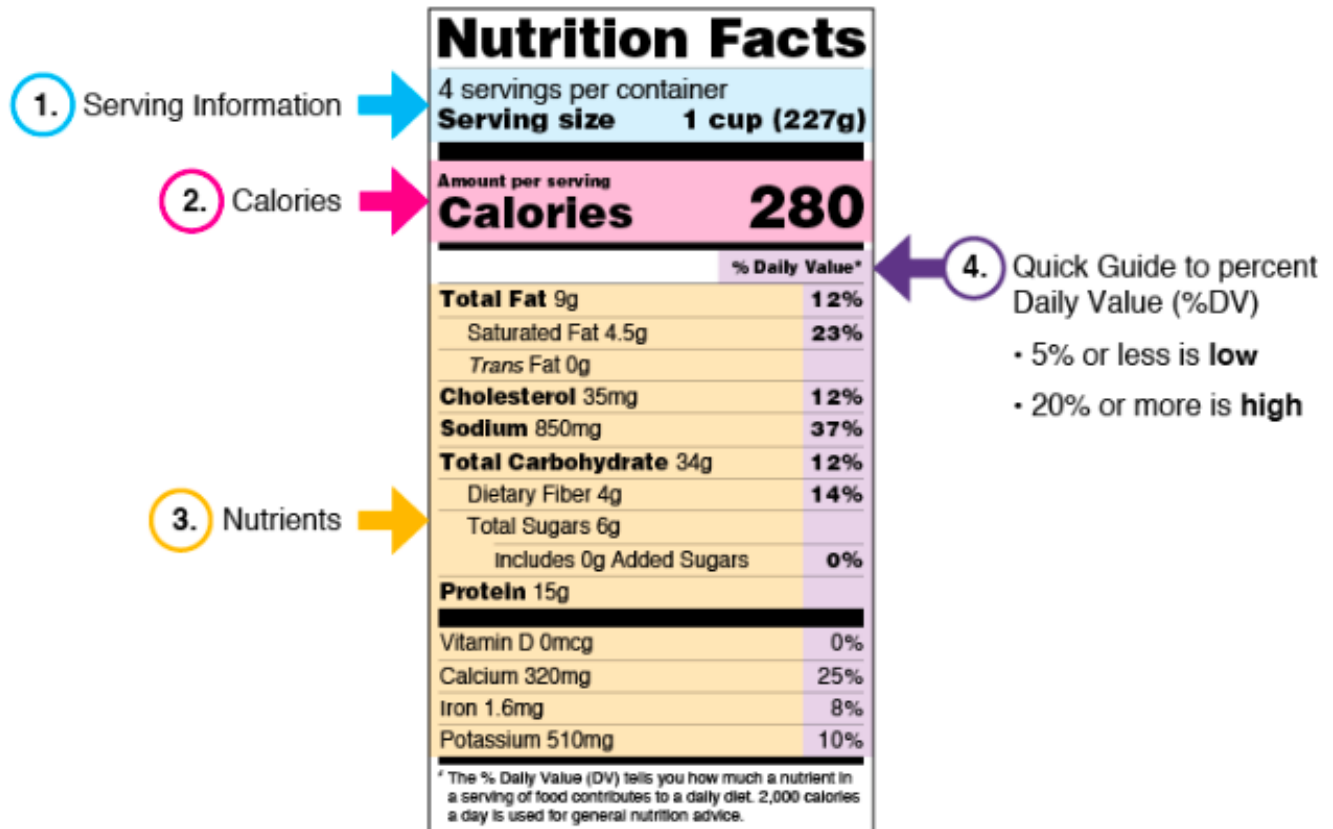 Nutrition Facts
1. Serving Information
4 servings per container
Serving size 1 cup (227g)
2. Calories
Amount per serving
Calories 280
% Daily Value*
4. Quick Guide to percent
Daily Value (%DV)
• 5% or less is low
• 20% or more is high
Total Fat 9g 12%
Saturated Fat 4.5g 23%
Trans Fat 0g
Cholesterol 35mg 12%
Sodium 850mg 37%
Total Carbohydrate 34g 12%
Dietary Fiber 4g 14%
3. Nutrients
Total Sugars 6g
Includes 0g Added Sugars 0%
Protein 15g
Vitamin D 0mcg 0%
Calcium 320mg 25%
Iron 1.6mg 8%
Potassium 510mg 10%
* The % Daily Value (DV) tells you how much a nutrient in
a serving of food contributes to a daily diet. 2,000 calories
a day is used for general nutrition advice.